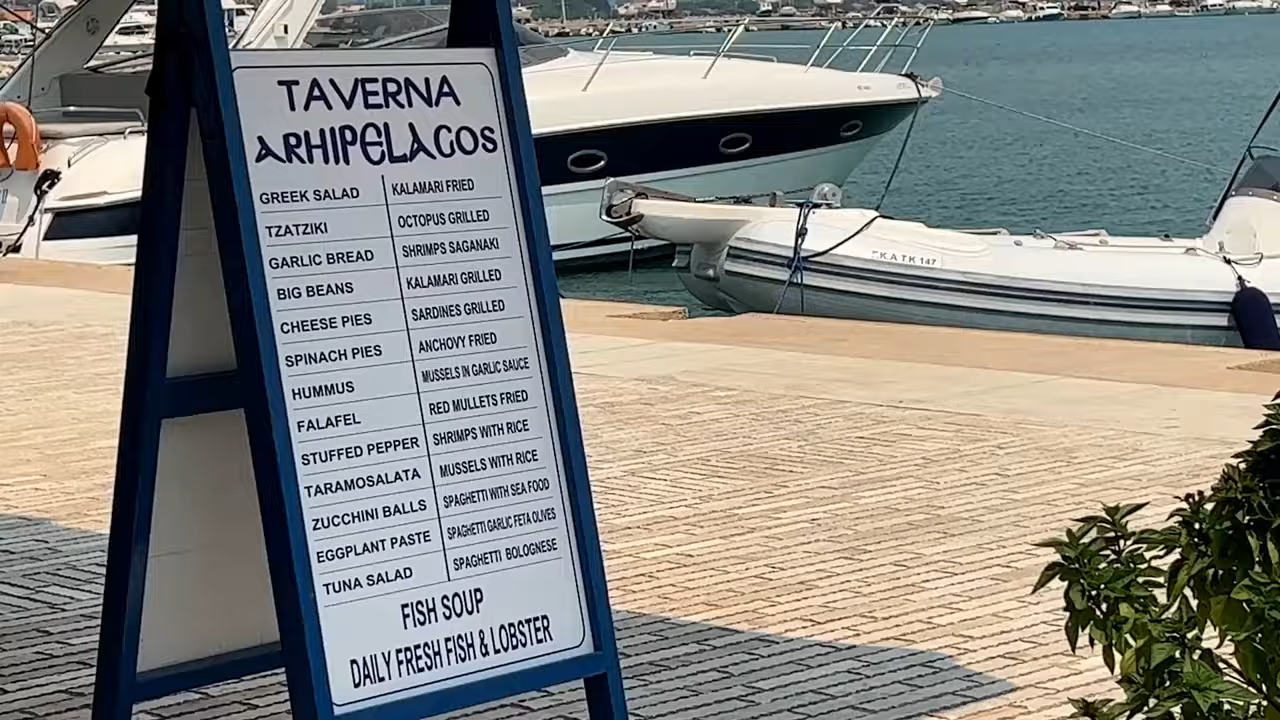 TAVERNA
ARHIPELAGOS
GREEK SALAD
TZATZIKI
GARLIC BREAD
BIG BEANS
CHEESE PIES
SPINACH PIES
HUMMUS
FALAFEL
STUFFED PEPPER
TARAMOSALATA
ZUCCHINI BALLS
EGGPLANT PASTE
TUNA SALAD
KALAMARI FRIED
OCTOPUS GRILLED
SHRIMPS SAGANAKI
KALAMARI GRILLED
SARDINES GRILLED
ANCHOVY FRIED
MUSSELS IN GARLIC SAUCE
RED MULLETS FRIED
SHRIMPS WITH RICE
MUSSELS WITH RICE
SPAGHETTI WITH SEA FOOD
SPAGHETTI GARLIC FETA OLIVES
SPAGHETTI BOLOGNESE
FISH SOUP
DAILY FRESH FISH & LOBSTER
K.A TK 147